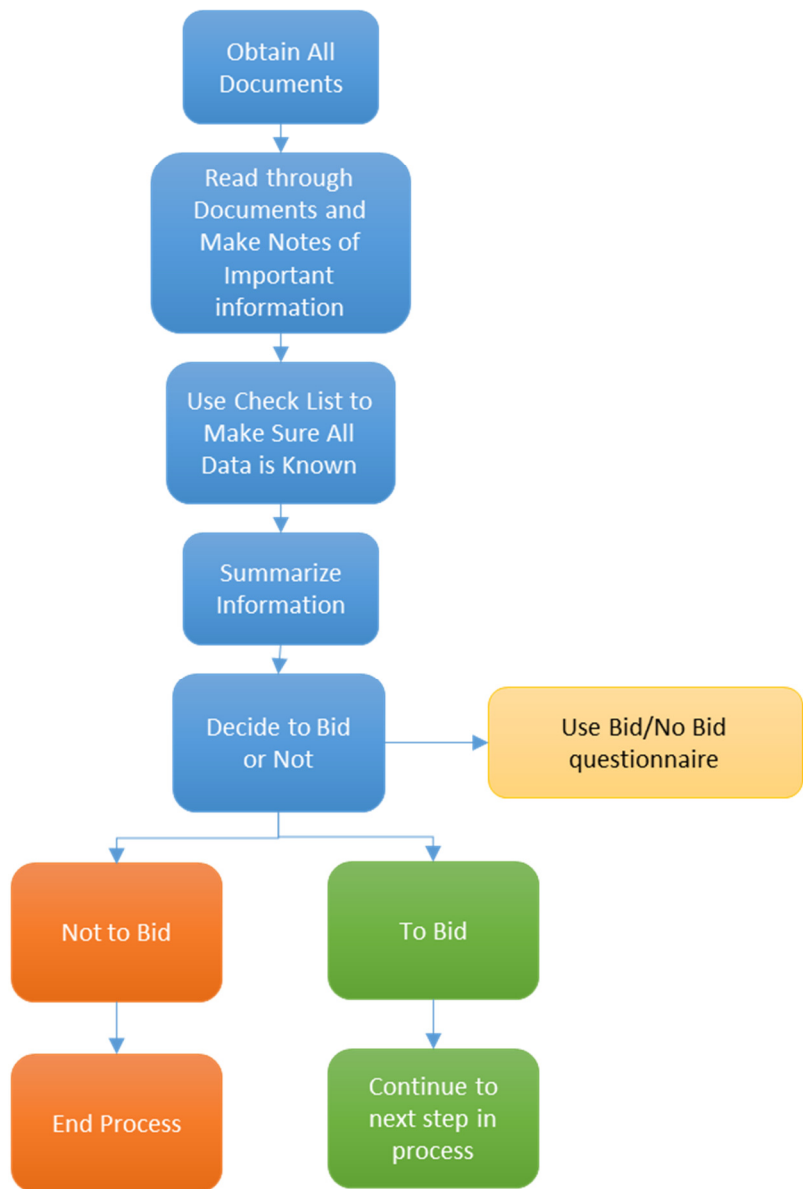 Obtain All
Documents
Read through
Documents and
Make Notes of
Important
information
Use Check List to
Make Sure All
Data is Known
Summarize
Information
Decide to Bid
or Not
Use Bid/No Bid
questionnaire
Not to Bid
To Bid
End Process
Continue to
next step in
process